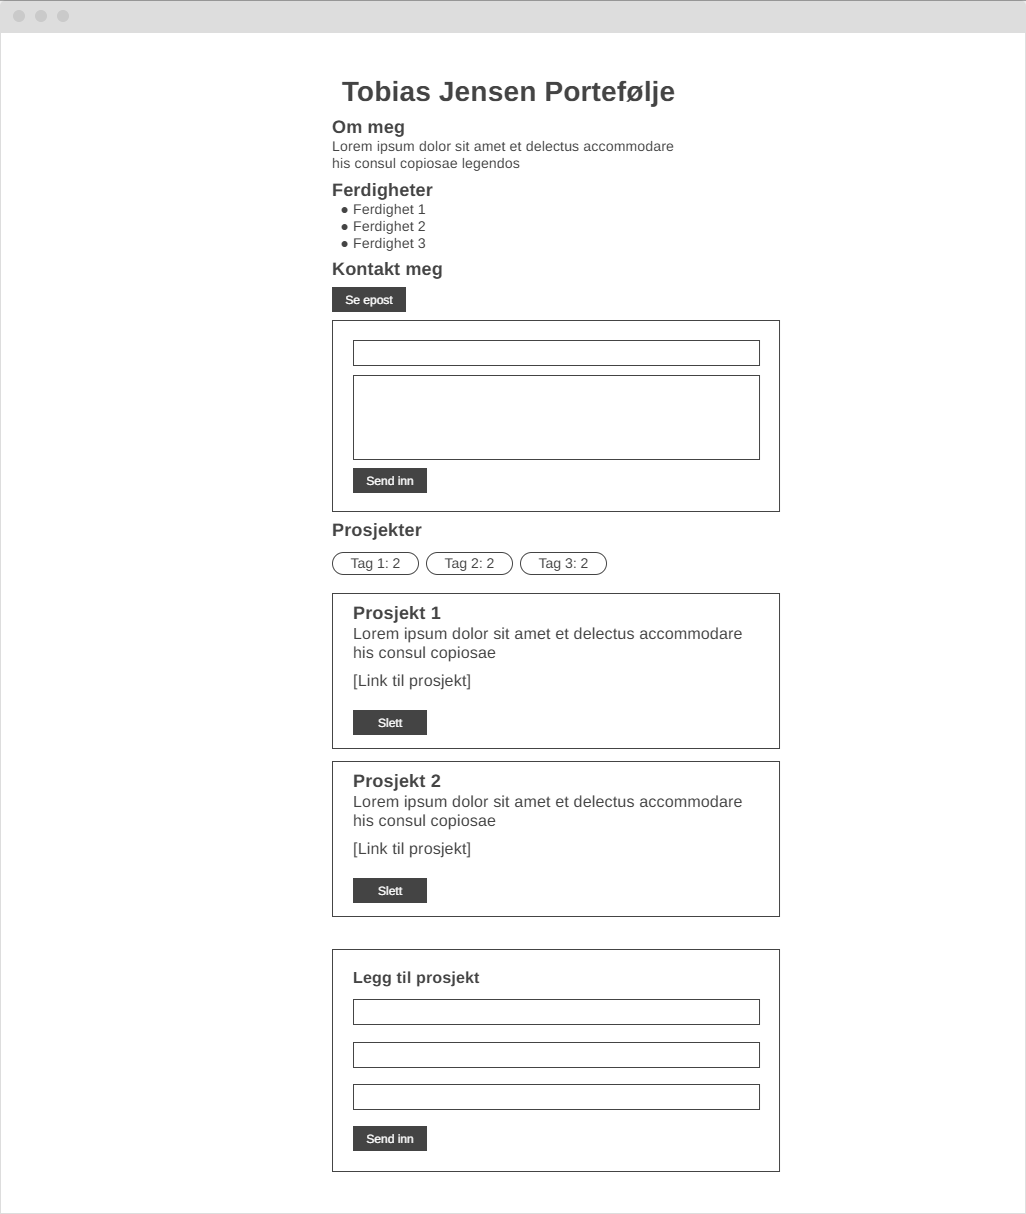 Tobias Jensen Portefølje
Om meg
Lorem ipsum dolor sit amet et delectus accommodare
his consul copiosae legendos
Ferdigheter
● Ferdighet 1
● Ferdighet 2
● Ferdighet 3
Kontakt meg
Se epost
Send inn
Prosjekter
Tag 1: 2 Tag 2: 2 Tag 3: 2
Prosjekt 1
Lorem ipsum dolor sit amet et delectus accommodare
his consul copiosae
[Link til prosjekt]
Slett
Prosjekt 2
Lorem ipsum dolor sit amet et delectus accommodare
his consul copiosae
[Link til prosjekt]
Slett
Legg til prosjekt
Send inn